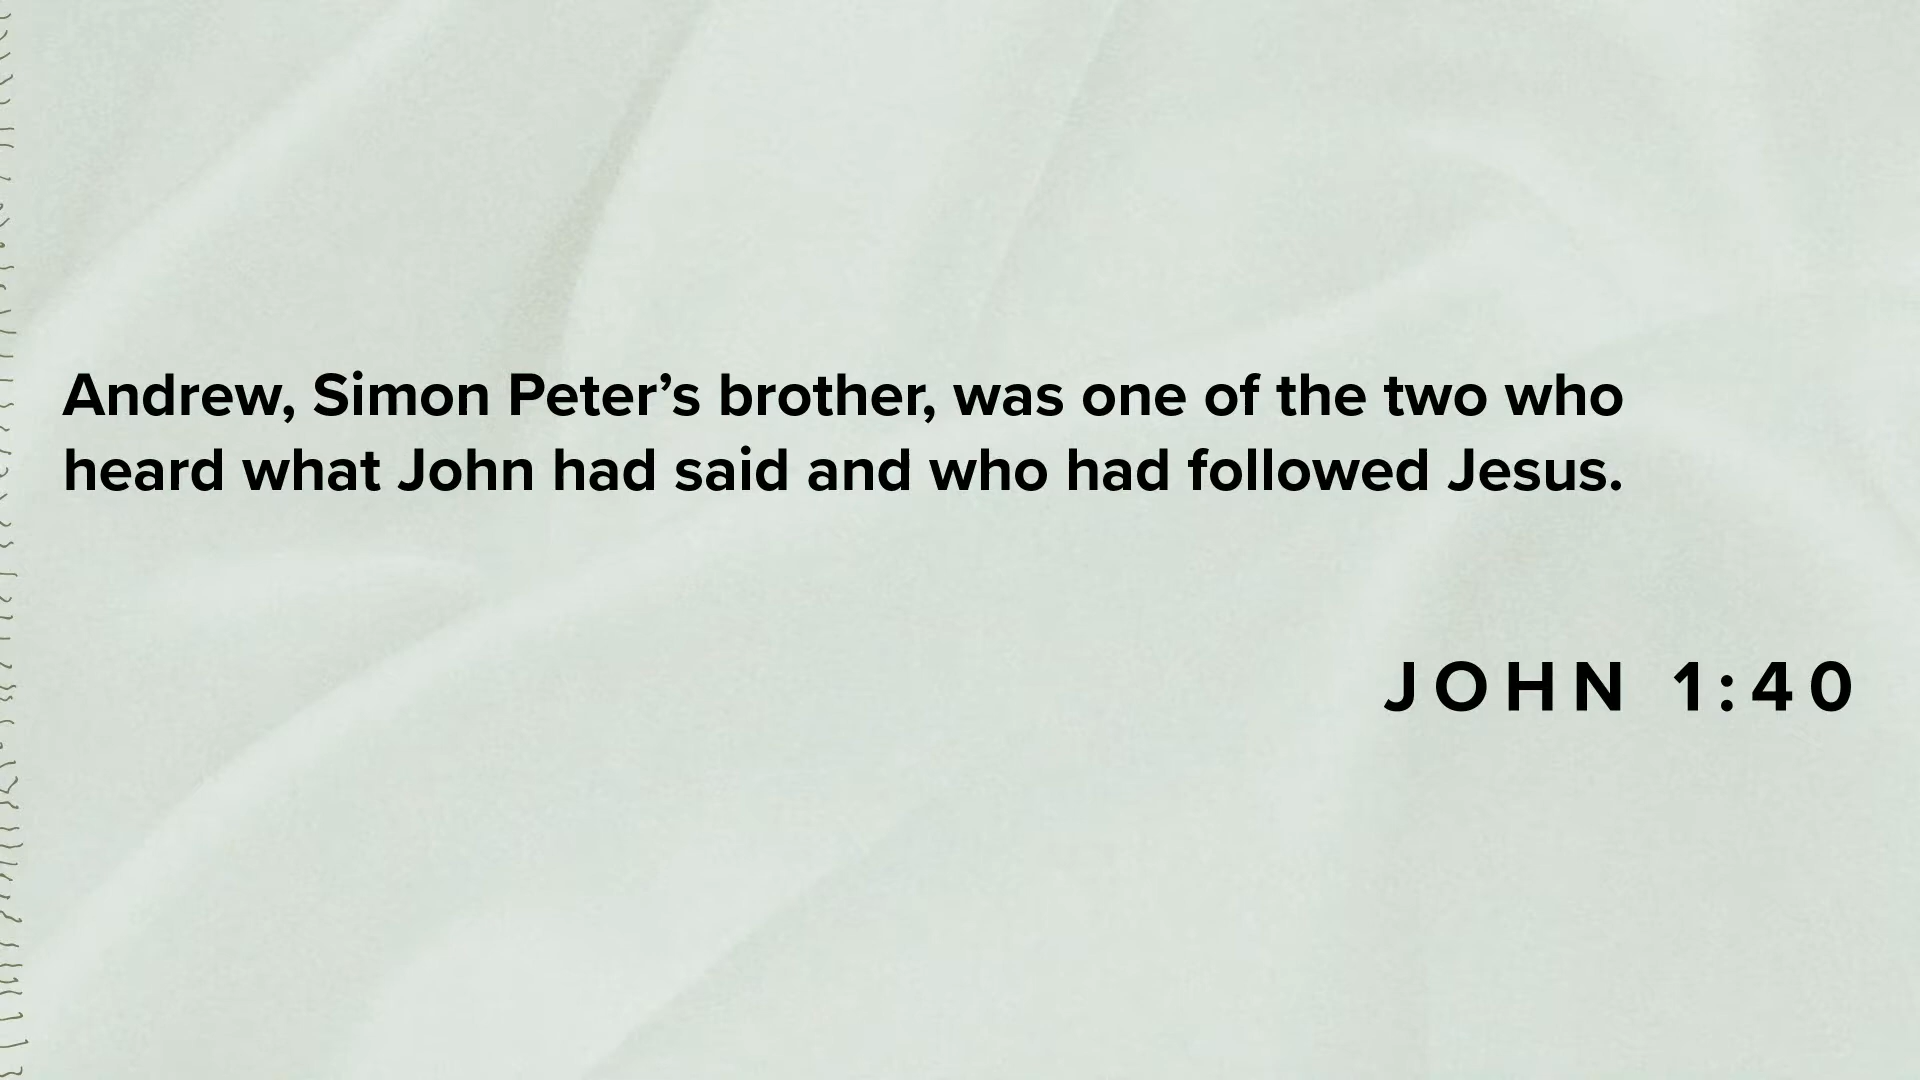 Andrew, Simon Peter’s brother, was one of the two who
heard what John had said and who had followed Jesus.
JOHN 1:40